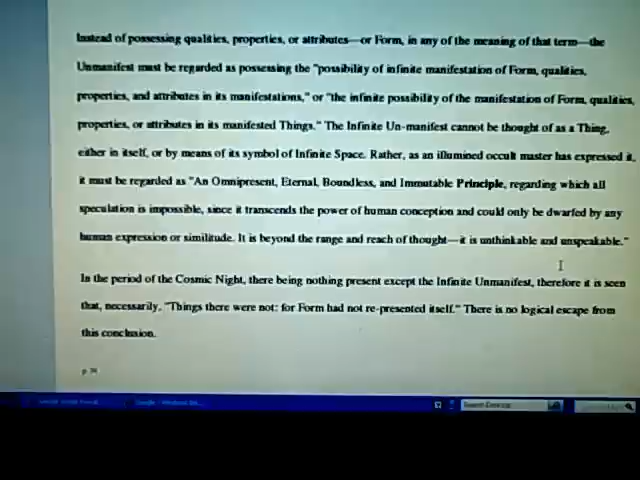 Instead of possessing qualities, properties, or attributes—or Form, in any of the meaning of that term—the
Unmanifest must be regarded as possessing the "possibility of infinite manifestation of Form, qualities,
properties, and attributes in its manifestations," or "the infinite possibility of the manifestation of Form, qualities,
properties, or attributes in its manifested Things." The Infinite Un-manifest cannot be thought of as a Thing,
either in itself, or by means of its symbol of Infinite Space. Rather, as an illumined occult master has expressed it,
it must be regarded as "An Omnipresent, Eternal, Boundless, and Immutable Principle, regarding which all
speculation is impossible, since it transcends the power of human conception and could only be dwarfed by any
human expression or similitude. It is beyond the range and reach of thought—it is unthinkable and unspeakable."
In the period of the Cosmic Night, there being nothing present except the Infinite Unmanifest, therefore it is seen
that, necessarily, "Things there were not: for Form had not re-presented itself." There is no logical escape from
this conclusion.
Search Desktop